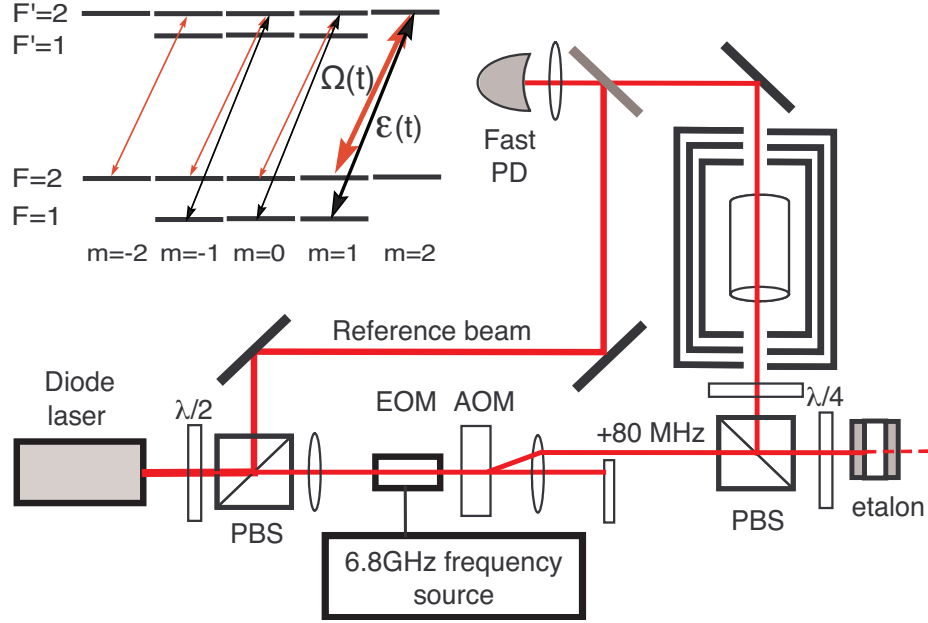 F'=2
F'=1
Ω(t)
ε(t)
F=2
F=1
m=-2 m=-1 m=0 m=1 m=2
Fast
PD
Reference beam
Diode
laser
λ/2
EOM
AOM
+80 MHz
λ/4
PBS
PBS
etalon
6.8GHz frequency
source